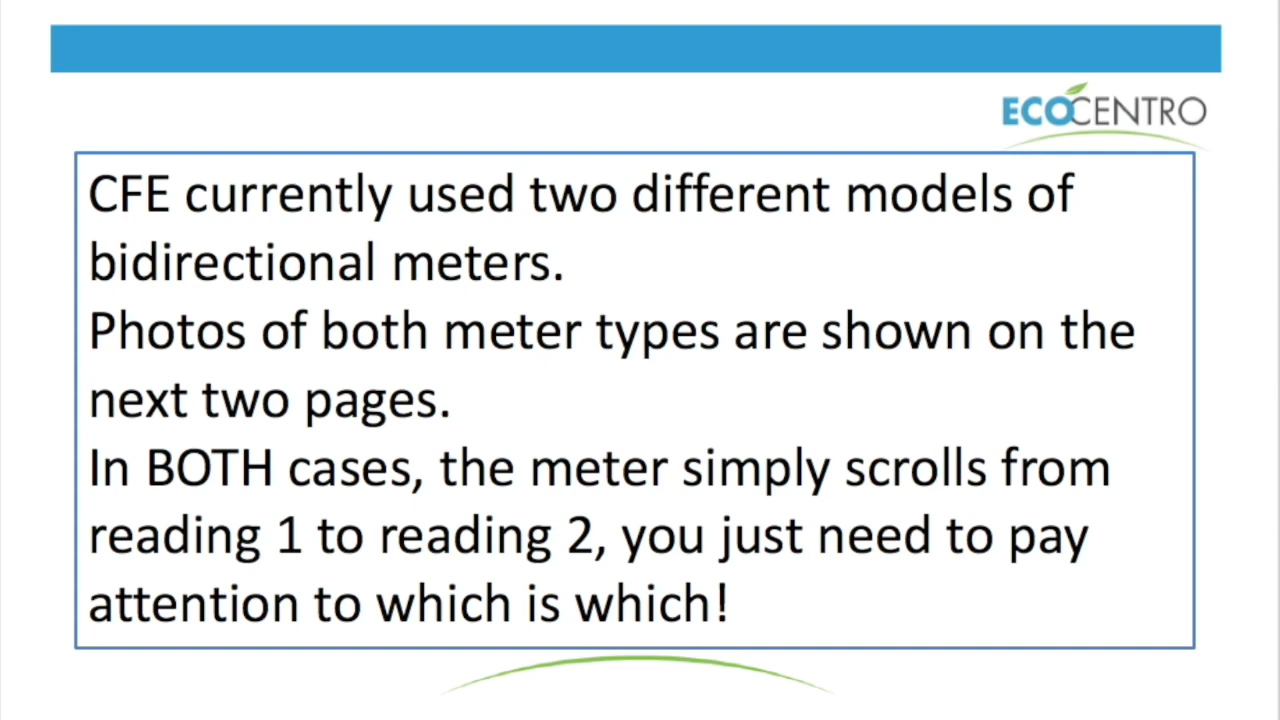 ECOCENTRO
CFE currently used two different models of
bidirectional meters.
Photos of both meter types are shown on the
next two pages.
In BOTH cases, the meter simply scrolls from
reading 1 to reading 2, you just need to pay
attention to which is which!